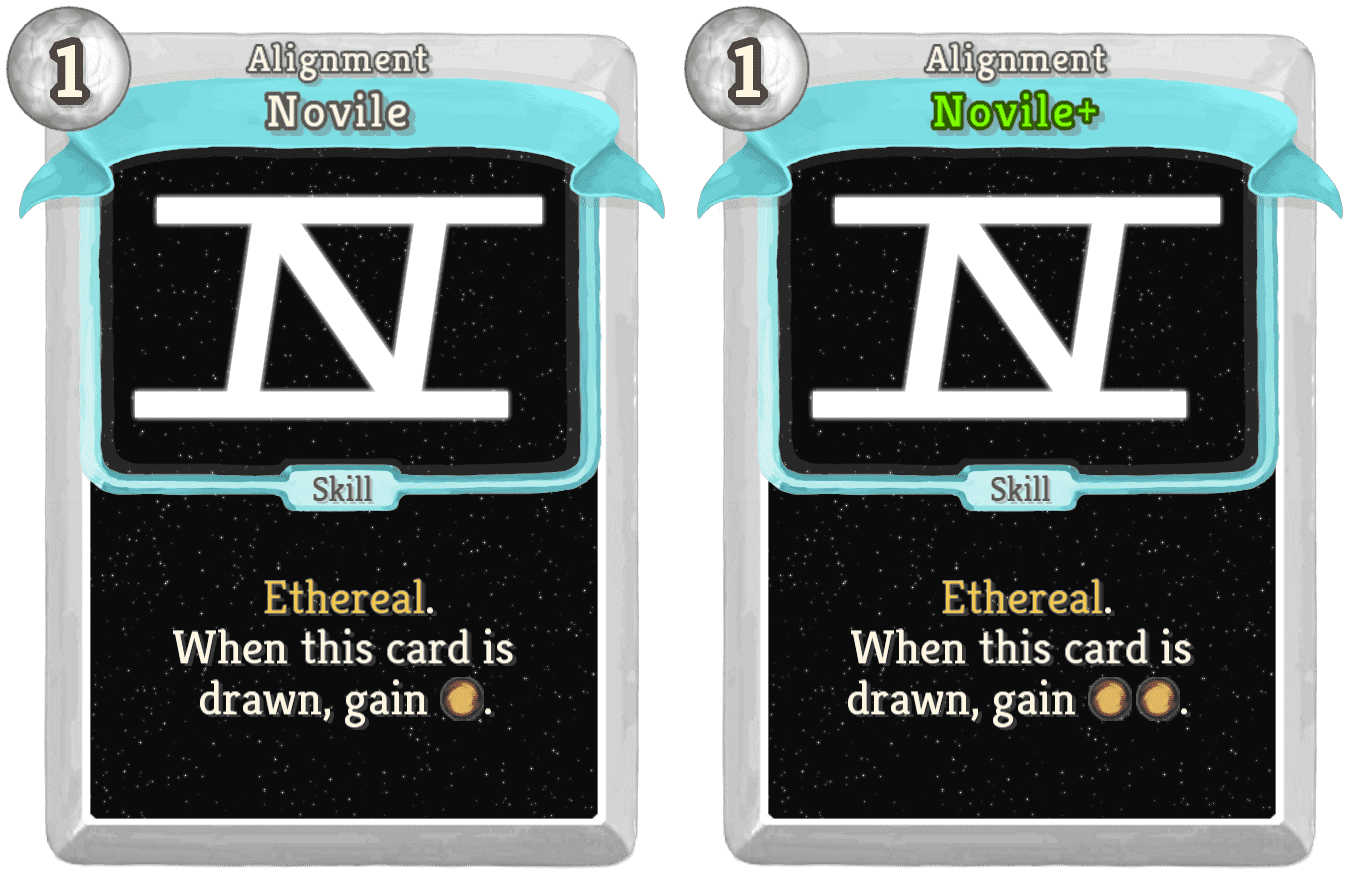 1
Alignment
Novile
N
Skill
Ethereal.
When this card is
drawn, gain .
1
Alignment
Novile+
N
Skill
Ethereal.
When this card is
drawn, gain .